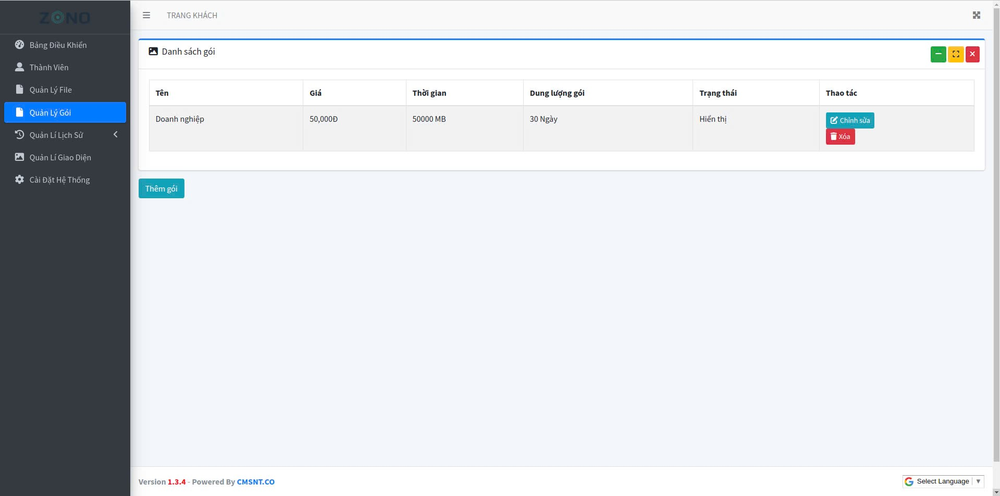 ZONO
TRANG KHÁCH
Bảng Điều Khiển
Thành Viên
Quản Lý File
Quản Lý Gói
Quản Lí Lịch Sử
Quản Lí Giao Diện
Cài Đặt Hệ Thống
Danh sách gói
Tên Giá Thời gian Dung lượng gói Trạng thái Thao tác
Doanh nghiệp 50,000Đ 50000 MB 30 Ngày Hiển thị Chỉnh sửa
Xóa
Thêm gói
Version 1.3.4 - Powered By CMSNT.CO
Select Language ▼